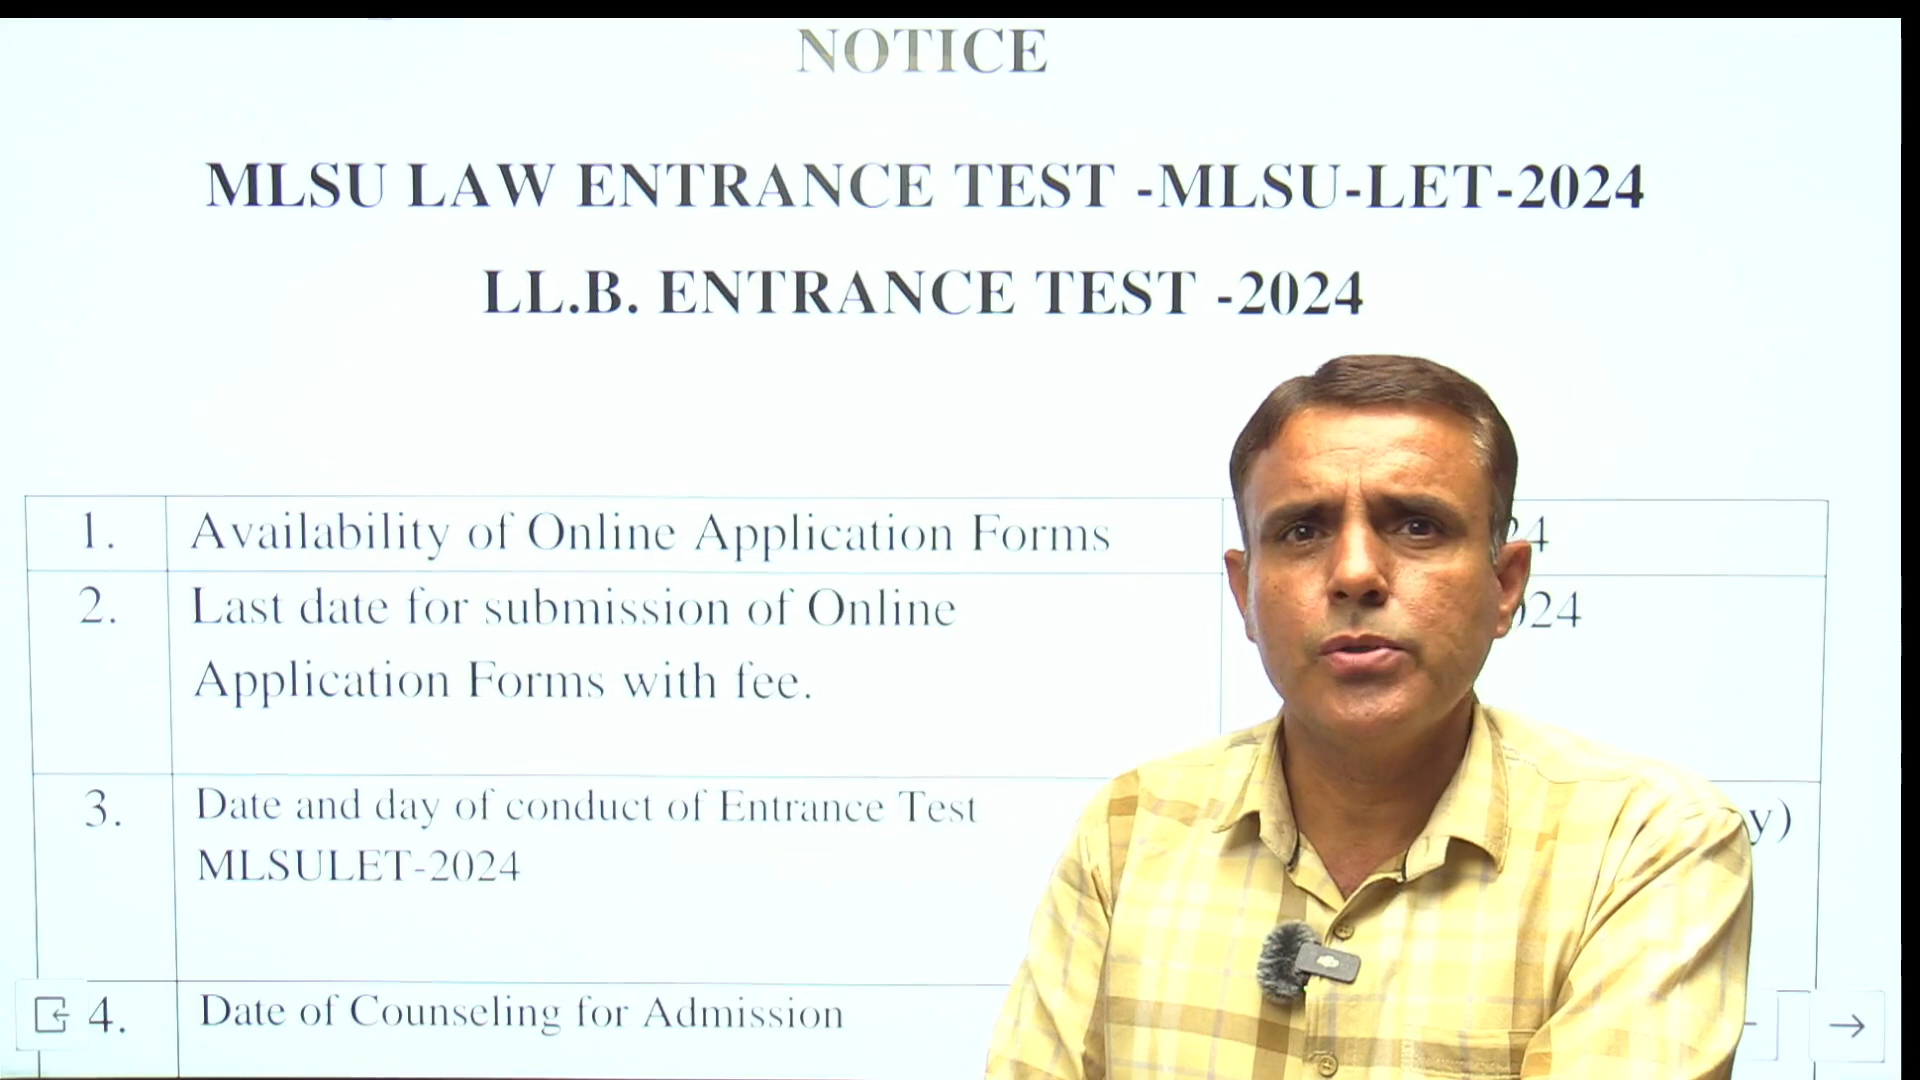 NOTICE
MLSU LAW ENTRANCE TEST -MLSU-LET-2024
LL.B. ENTRANCE TEST -2024
1. Availability of Online Application Forms
2. Last date for submission of Online
Application Forms with fee.
3. Date and day of conduct of Entrance Test
MLSULET-2024
4. Date of Counseling for Admission